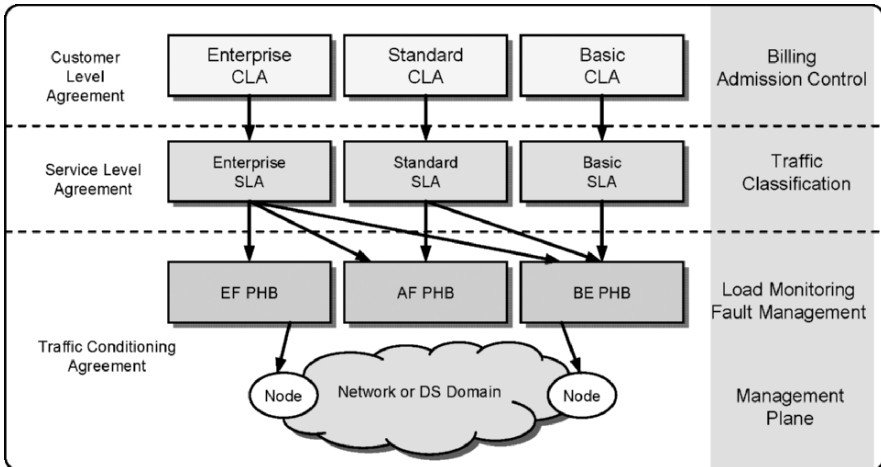 Customer
Level
Agreement
Enterprise
CLA
Standard
CLA
Basic
CLA
Billing
Admission Control
Service Level
Agreement
Enterprise
SLA
Standard
SLA
Basic
SLA
Traffic
Classification
EF PHB
AF PHB
BE PHB
Load Monitoring
Fault Management
Traffic Conditioning
Agreement
Node
Network or DS Domain
Node
Management
Plane